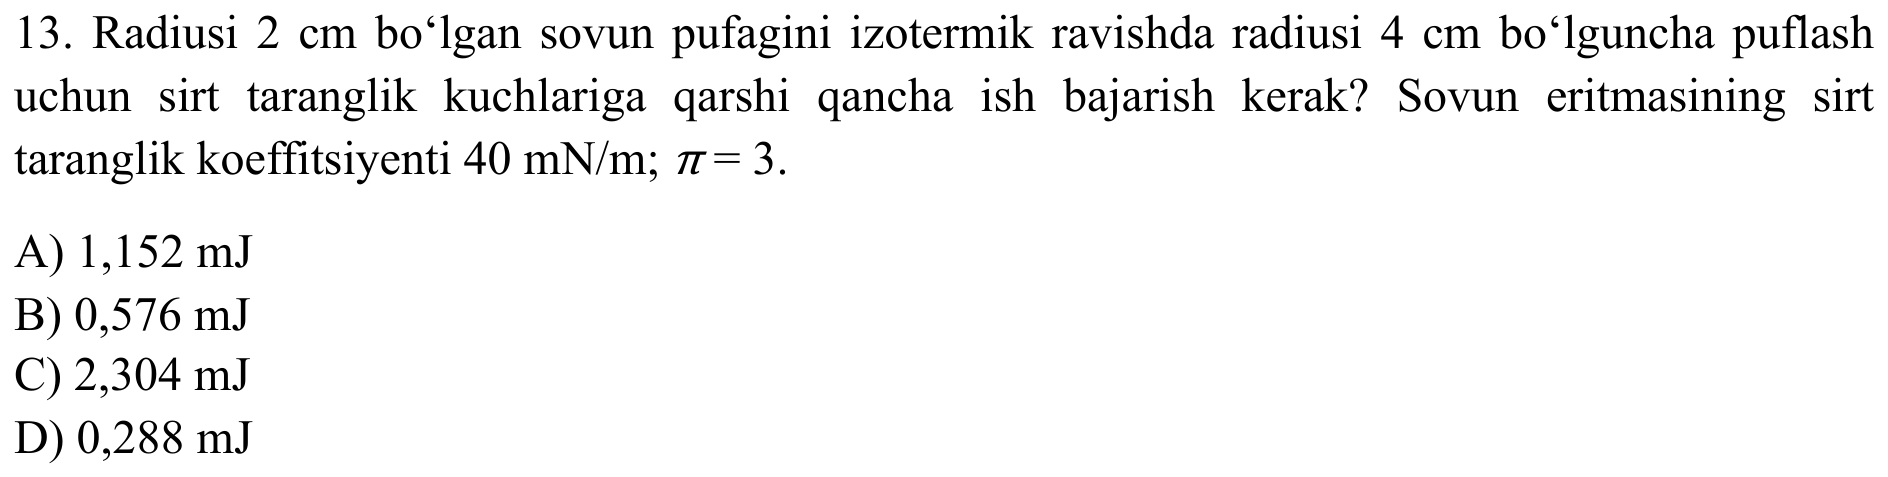 13. Radiusi 2 cm bo‘lgan sovun pufagini izotermik ravishda radiusi 4 cm bo‘lguncha puflash
uchun sirt taranglik kuchlariga qarshi qancha ish bajarish kerak? Sovun eritmasining sirt
taranglik koeffitsiyenti 40 mN/m; π = 3.
A) 1,152 mJ
B) 0,576 mJ
C) 2,304 mJ
D) 0,288 mJ